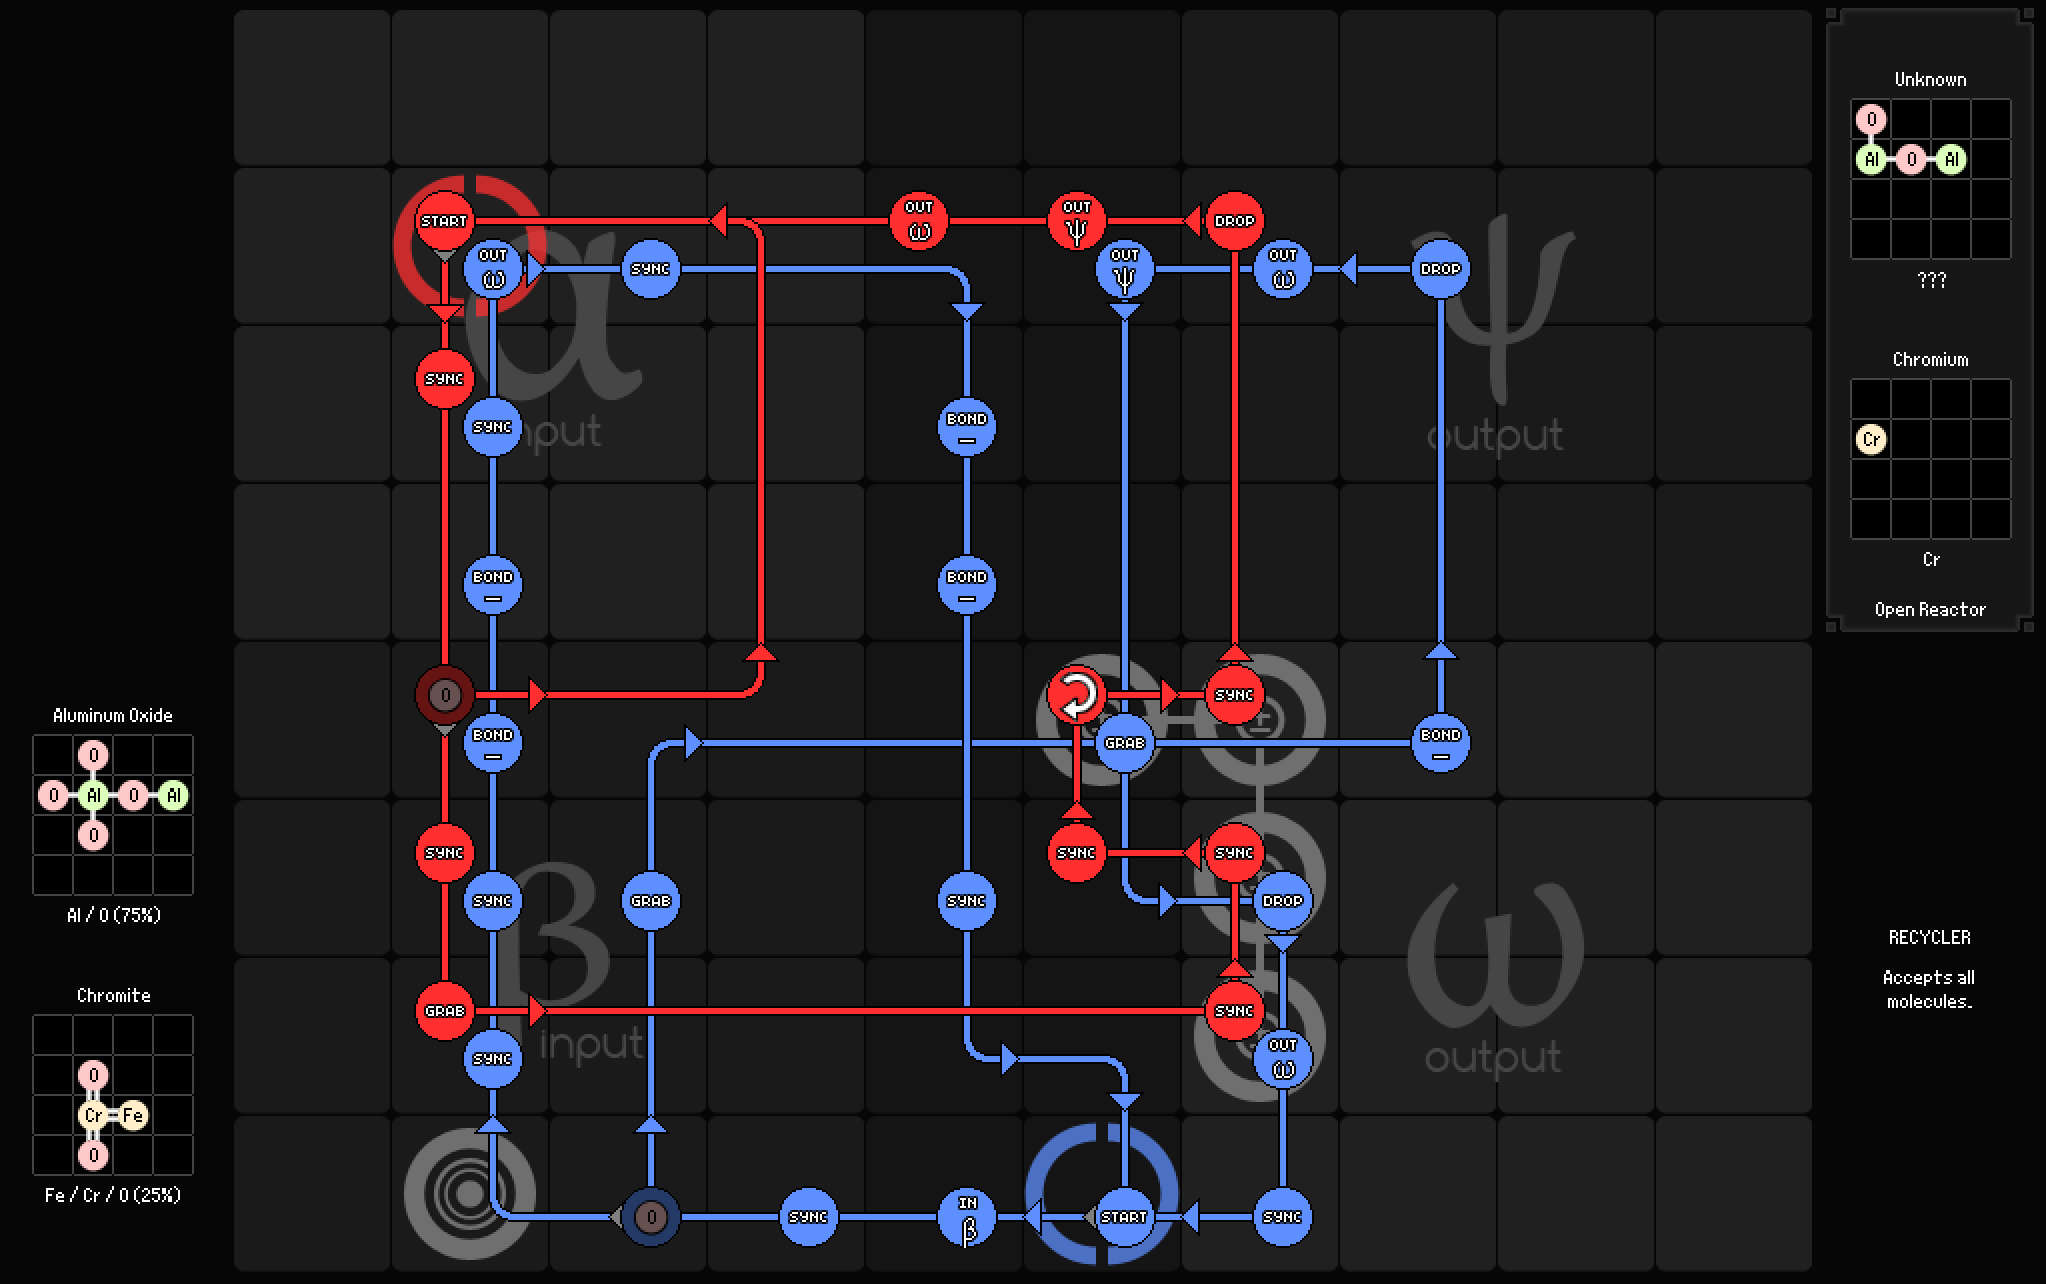 Unknown
O
Al O Al
???
Chromium
Cr
Cr
Open Reactor
START
OUT ω
OUT ψ
DROP
OUT ω
SYNC
OUT ψ
OUT ω
DROP
SYNC
α
input
SYNC
BOND -
ψ
output
BOND -
BOND -
O
SYNC
BOND -
GRAB
BOND -
SYNC
SYNC
SYNC
SYNC
GRAB
SYNC
DROP
β
input
GRAB
SYNC
SYNC
OUT ω
ω
output
SYNC
IN β
START
SYNC
O
Aluminum Oxide
O
O Al O Al
O
Al / O (75%)
Chromite
O
Cr Fe
O
Fe / Cr / O (25%)
RECYCLER
Accepts all
molecules.